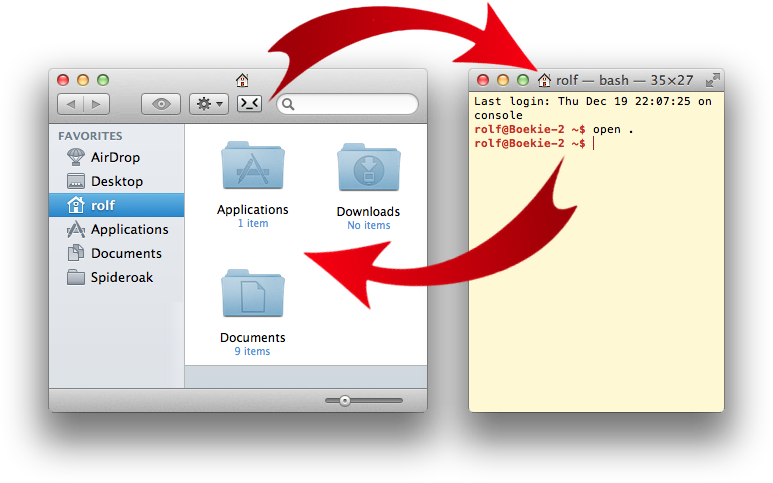 FAVORITES
AirDrop
Desktop
rolf
Applications
Documents
Spideroak
Applications
1 item
Downloads
No items
Documents
9 items
rolf — bash — 35×27
Last login: Thu Dec 19 22:07:25 on
console
rolf@Boekie-2 ~$ open .
rolf@Boekie-2 ~$